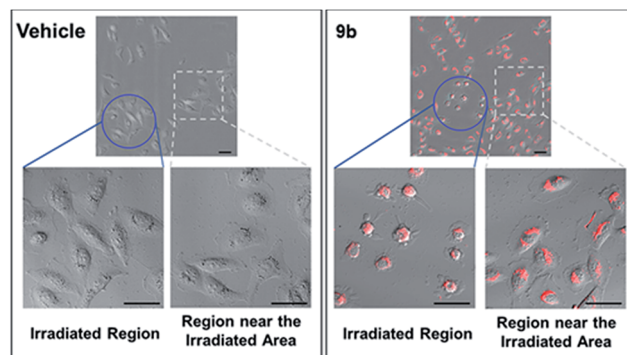 Vehicle
Irradiated Region
Region near the
Irradiated Area
9b
Irradiated Region
Region near the
Irradiated Area